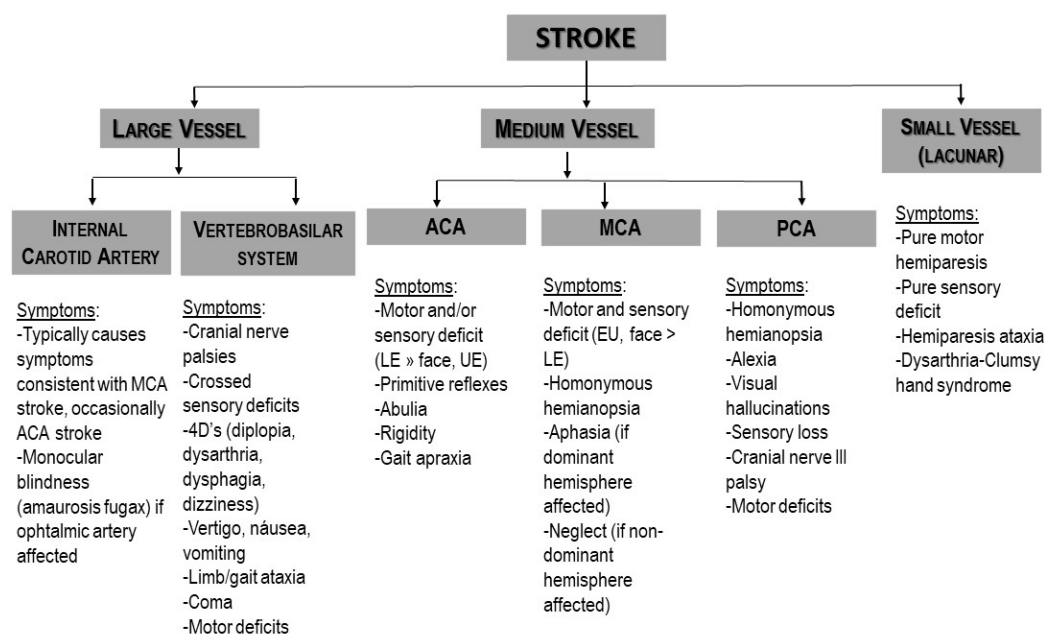 STROKE
LARGE VESSEL
MEDIUM VESSEL
SMALL VESSEL
(LACUNAR)
INTERNAL
CAROTID ARTERY
VERTEBROBASILAR
SYSTEM
ACA
MCA
PCA
Symptoms:
-Typically causes
symptoms
consistent with MCA
stroke, occasionally
ACA stroke
-Monocular
blindness
(amaurosis fugax) if
ophtalmic artery
affected
Symptoms:
-Cranial nerve
palsies
-Crossed
sensory deficits
-4D's (diplopia,
dysarthria,
dysphagia,
dizziness)
-Vertigo, náusea,
vomiting
-Limb/gait ataxia
-Coma
-Motor deficits
Symptoms:
-Motor and/or
sensory deficit
(LE » face, UE)
-Primitive reflexes
-Abulia
-Rigidity
-Gait apraxia
Symptoms:
-Motor and sensory
deficit (EU, face >
LE)
-Homonymous
hemianopsia
-Aphasia (if
dominant
hemisphere
affected)
-Neglect (if non-
dominant
hemisphere
affected)
Symptoms:
-Homonymous
hemianopsia
-Alexia
-Visual
hallucinations
-Sensory loss
-Cranial nerve III
palsy
-Motor deficits
Symptoms:
-Pure motor
hemiparesis
-Pure sensory
deficit
-Hemiparesis ataxia
-Dysarthria-Clumsy
hand syndrome